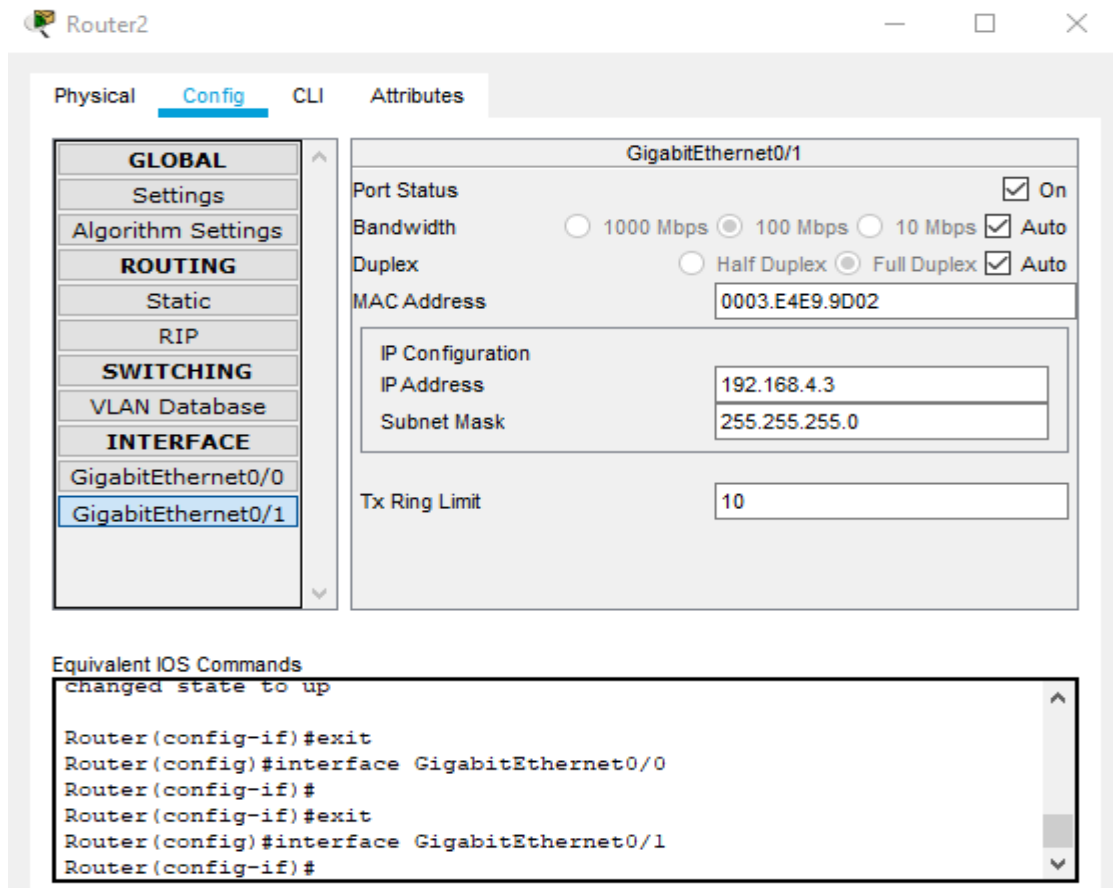 Router2
Physical Config CLI Attributes
GLOBAL
Settings
Algorithm Settings
ROUTING
Static
RIP
SWITCHING
VLAN Database
INTERFACE
GigabitEthernet0/0
GigabitEthernet0/1
GigabitEthernet0/1
Port Status On
Bandwidth 1000 Mbps 100 Mbps 10 Mbps Auto
Duplex Half Duplex Full Duplex Auto
MAC Address 0003.E4E9.9D02
IP Configuration
IP Address 192.168.4.3
Subnet Mask 255.255.255.0
Tx Ring Limit 10
Equivalent IOS Commands
changed state to up
Router(config-if)#exit
Router(config)#interface GigabitEthernet0/0
Router(config-if)#
Router(config-if)#exit
Router(config)#interface GigabitEthernet0/1
Router(config-if)#